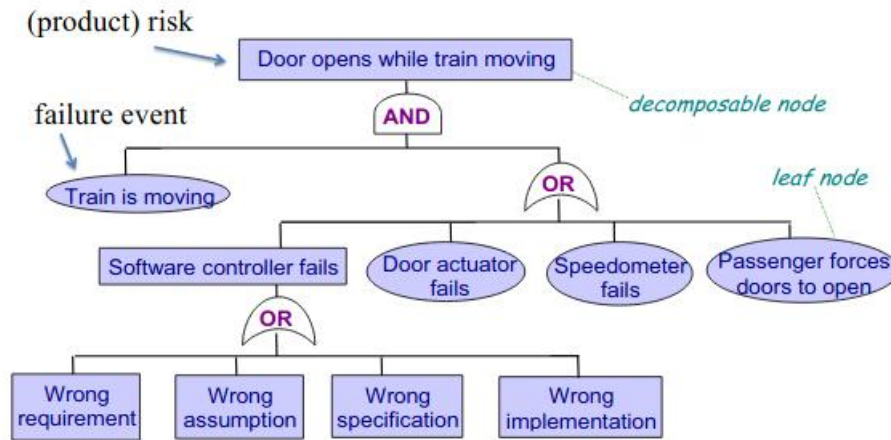 (product) risk
Door opens while train moving
decomposable node
AND
failure event
Train is moving
OR
leaf node
Software controller fails
Door actuator
fails
Speedometer
fails
Passenger forces
doors to open
OR
Wrong
requirement
Wrong
assumption
Wrong
specification
Wrong
implementation